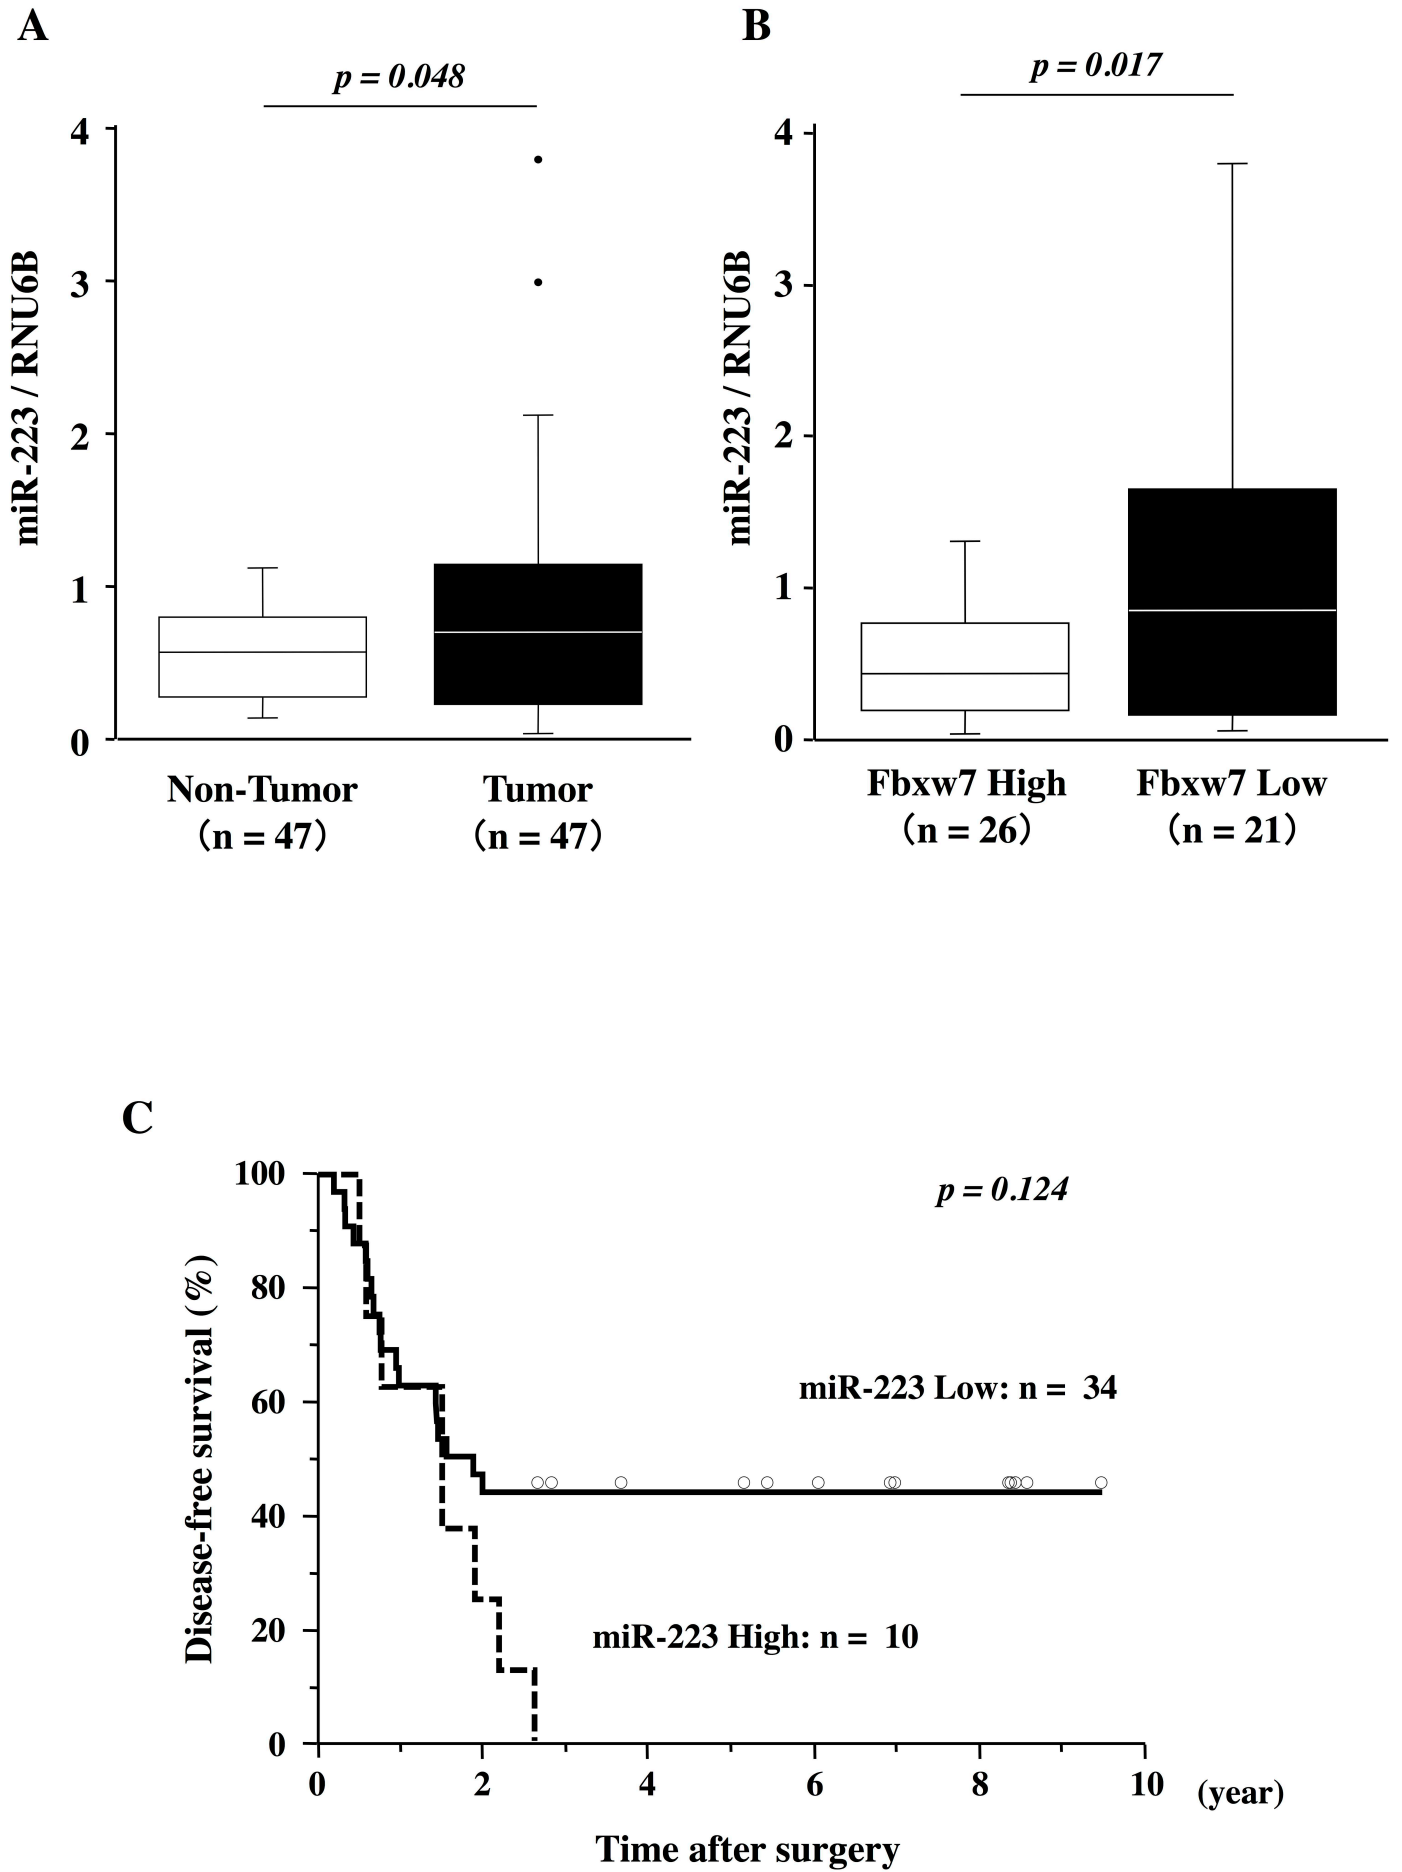 A
p = 0.048
miR-223 / RNU6B
4
3
2
1
0
Non-Tumor
(n = 47)
Tumor
(n = 47)
B
p = 0.017
miR-223 / RNU6B
4
3
2
1
0
Fbxw7 High
(n = 26)
Fbxw7 Low
(n = 21)
C
p = 0.124
Disease-free survival (%)
100
80
60
40
20
0
miR-223 Low: n = 34
miR-223 High: n = 10
0 2 4 6 8 10 (year)
Time after surgery